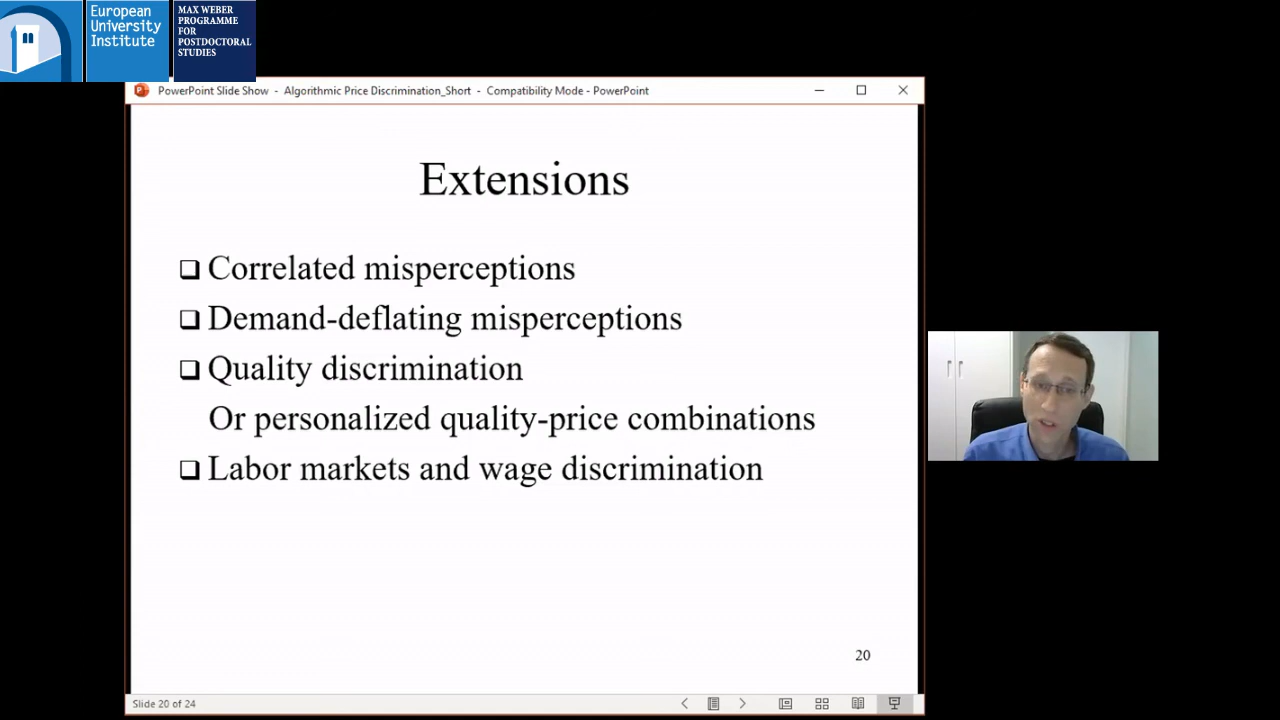 European
University
Institute
MAX WEBER
PROGRAMME
FOR
POSTDOCTORAL
STUDIES
PowerPoint Slide Show - Algorithmic Price Discrimination_Short - Compatibility Mode - PowerPoint
Extensions
Correlated misperceptions
Demand-deflating misperceptions
Quality discrimination
Or personalized quality-price combinations
Labor markets and wage discrimination
20
Slide 20 of 24